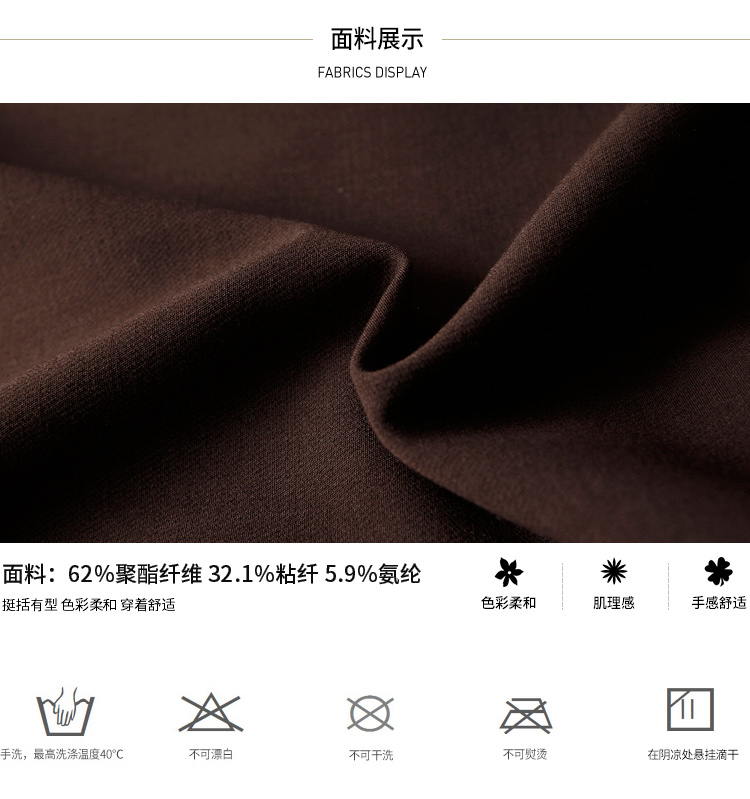 面料展示
FABRICS DISPLAY
面料：62%聚酯纤维 32.1%粘纤 5.9%氨纶
挺括有型 色彩柔和 穿着舒适
色彩柔和
肌理感
手感舒适
手洗，最高洗涤温度40℃
不可漂白
不可干洗
不可熨烫
在阴凉处悬挂滴干